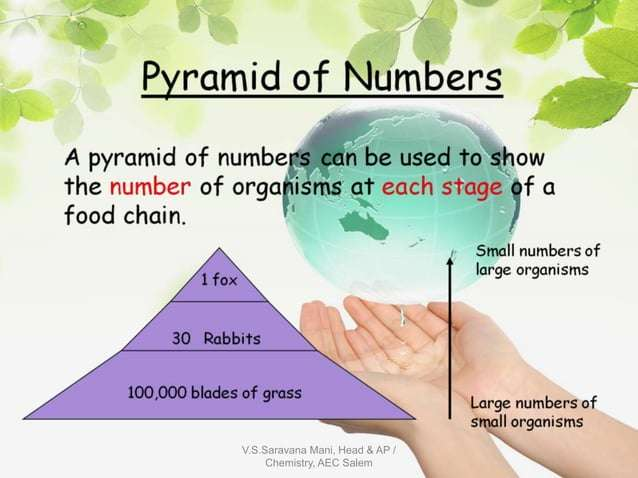 Pyramid of Numbers
A pyramid of numbers can be used to show
the number of organisms at each stage of a
food chain.
1 fox
30 Rabbits
100,000 blades of grass
Small numbers of
large organisms
Large numbers of
small organisms
V.S.Saravana Mani, Head & AP /
Chemistry, AEC Salem